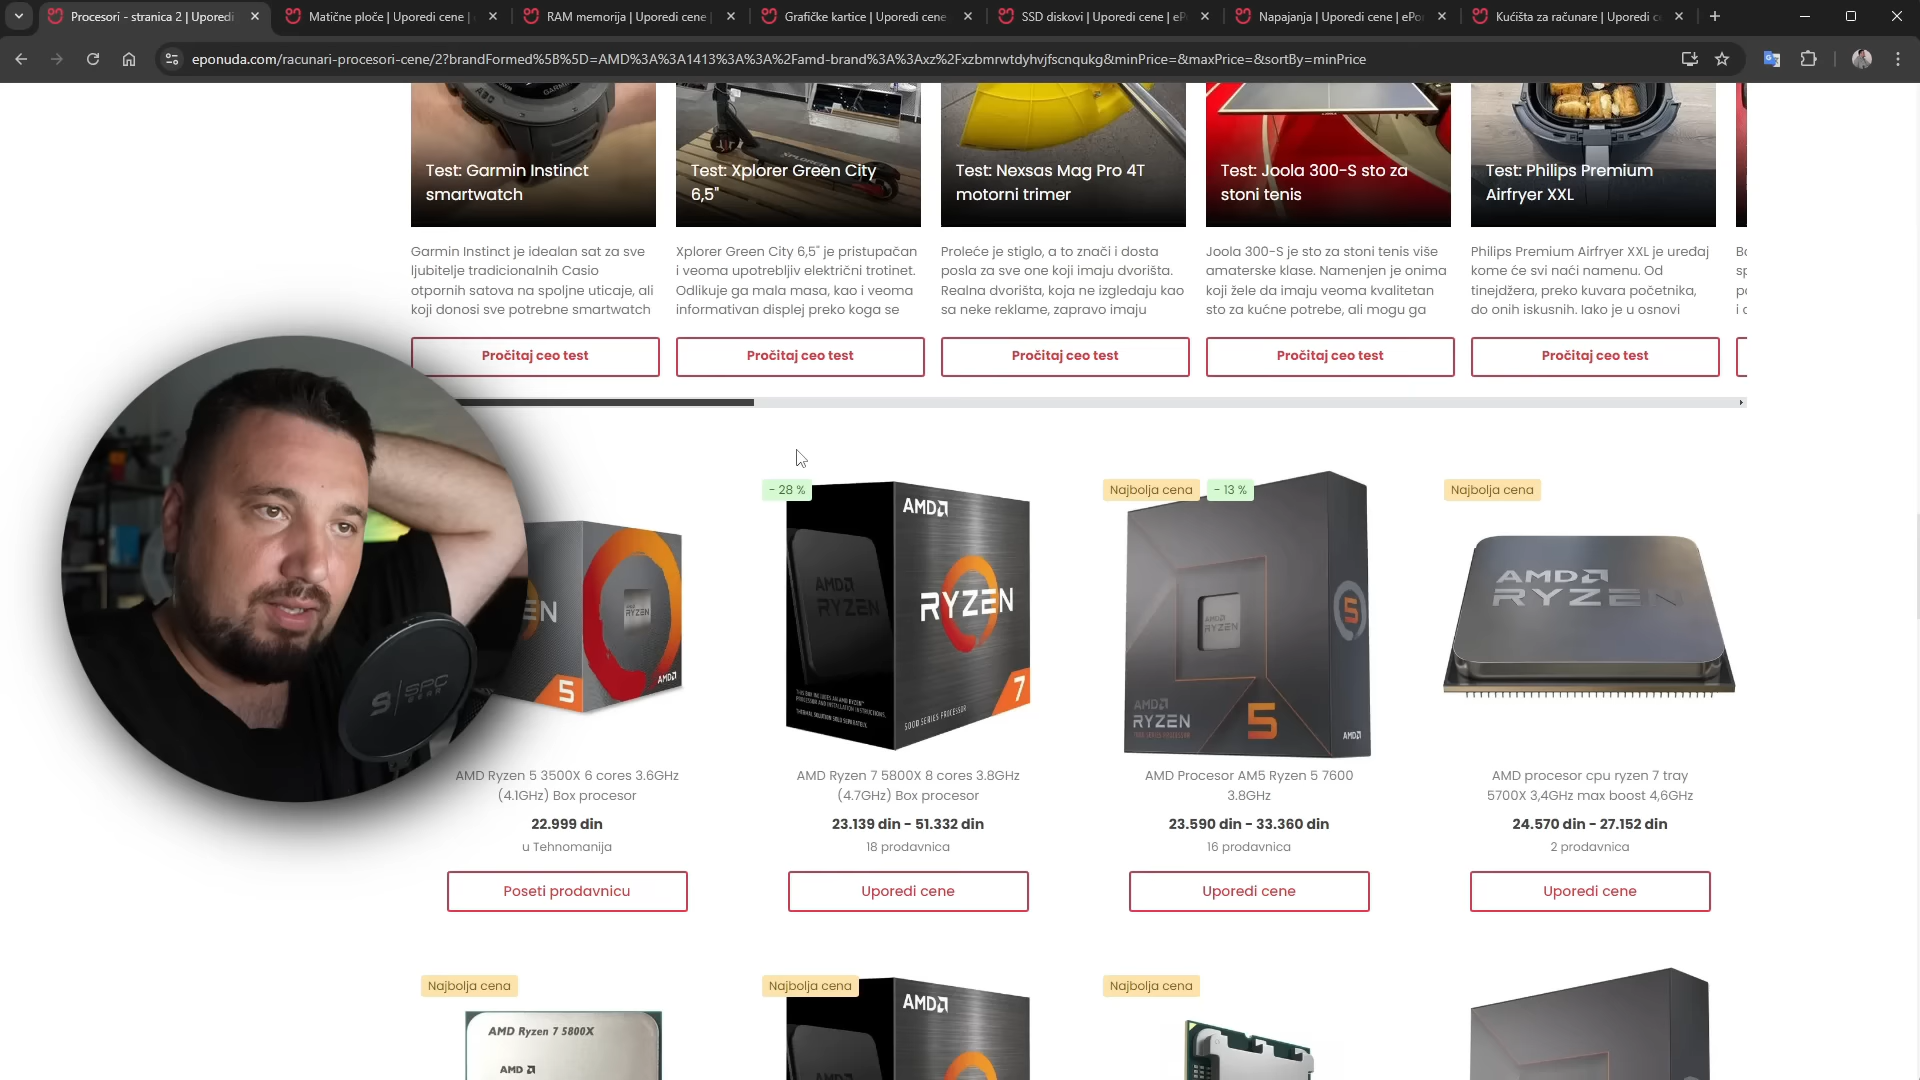 Procesori - stranica 2 | Uporedi
Matične ploče | Uporedi cene |
RAM memorija | Uporedi cene |
Grafičke kartice | Uporedi cene
SSD diskovi | Uporedi cene | eP
Napajanja | Uporedi cene | ePo
Kućišta za računare | Uporedi c
eponuda.com/racunari-procesori-cene/2?brandFormed%5B%5D=AMD%3A%3A1413%3A%3A%2Famd-brand%3A%3Axz%2Fxzbmrwtdyhvjfscnqukg&minPrice=&maxPrice=&sortBy=minPrice
Test: Garmin Instinct
smartwatch
Test: Xplorer Green City
6,5"
Test: Nexsas Mag Pro 4T
motorni trimer
Test: Joola 300-S sto za
stoni tenis
Test: Philips Premium
Airfryer XXL
Garmin Instinct je idealan sat za sve
ljubitelje tradicionalnih Casio
otpornih satova na spoljne uticaje, ali
koji donosi sve potrebne smartwatch
Xplorer Green City 6,5" je pristupačan
i veoma upotrebljiv električni trotinet.
Odlikuje ga mala masa, kao i veoma
informativan displej preko koga se
Proleće je stiglo, a to znači i dosta
posla za sve one koji imaju dvorišta.
Realna dvorišta, koja ne izgledaju kao
sa neke reklame, zapravo imaju
Joola 300-S je sto za stoni tenis više
amaterske klase. Namenjen je onima
koji žele da imaju veoma kvalitetan
sto za kućne potrebe, ali mogu ga
Philips Premium Airfryer XXL je uređaj
kome će svi naći namenu. Od
tinejdžera, preko kuvara početnika,
do onih iskusnih. Iako je u osnovi
Pročitaj ceo test
Pročitaj ceo test
Pročitaj ceo test
Pročitaj ceo test
Pročitaj ceo test
- 28 %
Najbolja cena
- 13 %
Najbolja cena
RYZEN
5
AMD
AMD
RYZEN
7
5000 SERIES PROCESSOR
AMD
RYZEN
5
5
AMD
AMD
RYZEN
SPC
GEAR
AMD Ryzen 5 3500X 6 cores 3.6GHz
(4.1GHz) Box procesor
22.999 din
u Tehnomanija
Poseti prodavnicu
AMD Ryzen 7 5800X 8 cores 3.8GHz
(4.7GHz) Box procesor
23.139 din - 51.332 din
18 prodavnica
Uporedi cene
AMD Procesor AM5 Ryzen 5 7600
3.8GHz
23.590 din - 33.360 din
16 prodavnica
Uporedi cene
AMD procesor cpu ryzen 7 tray
5700X 3,4GHz max boost 4,6GHz
24.570 din - 27.152 din
2 prodavnica
Uporedi cene
Najbolja cena
Najbolja cena
Najbolja cena
AMD Ryzen 7 5800X
AMD
AMD